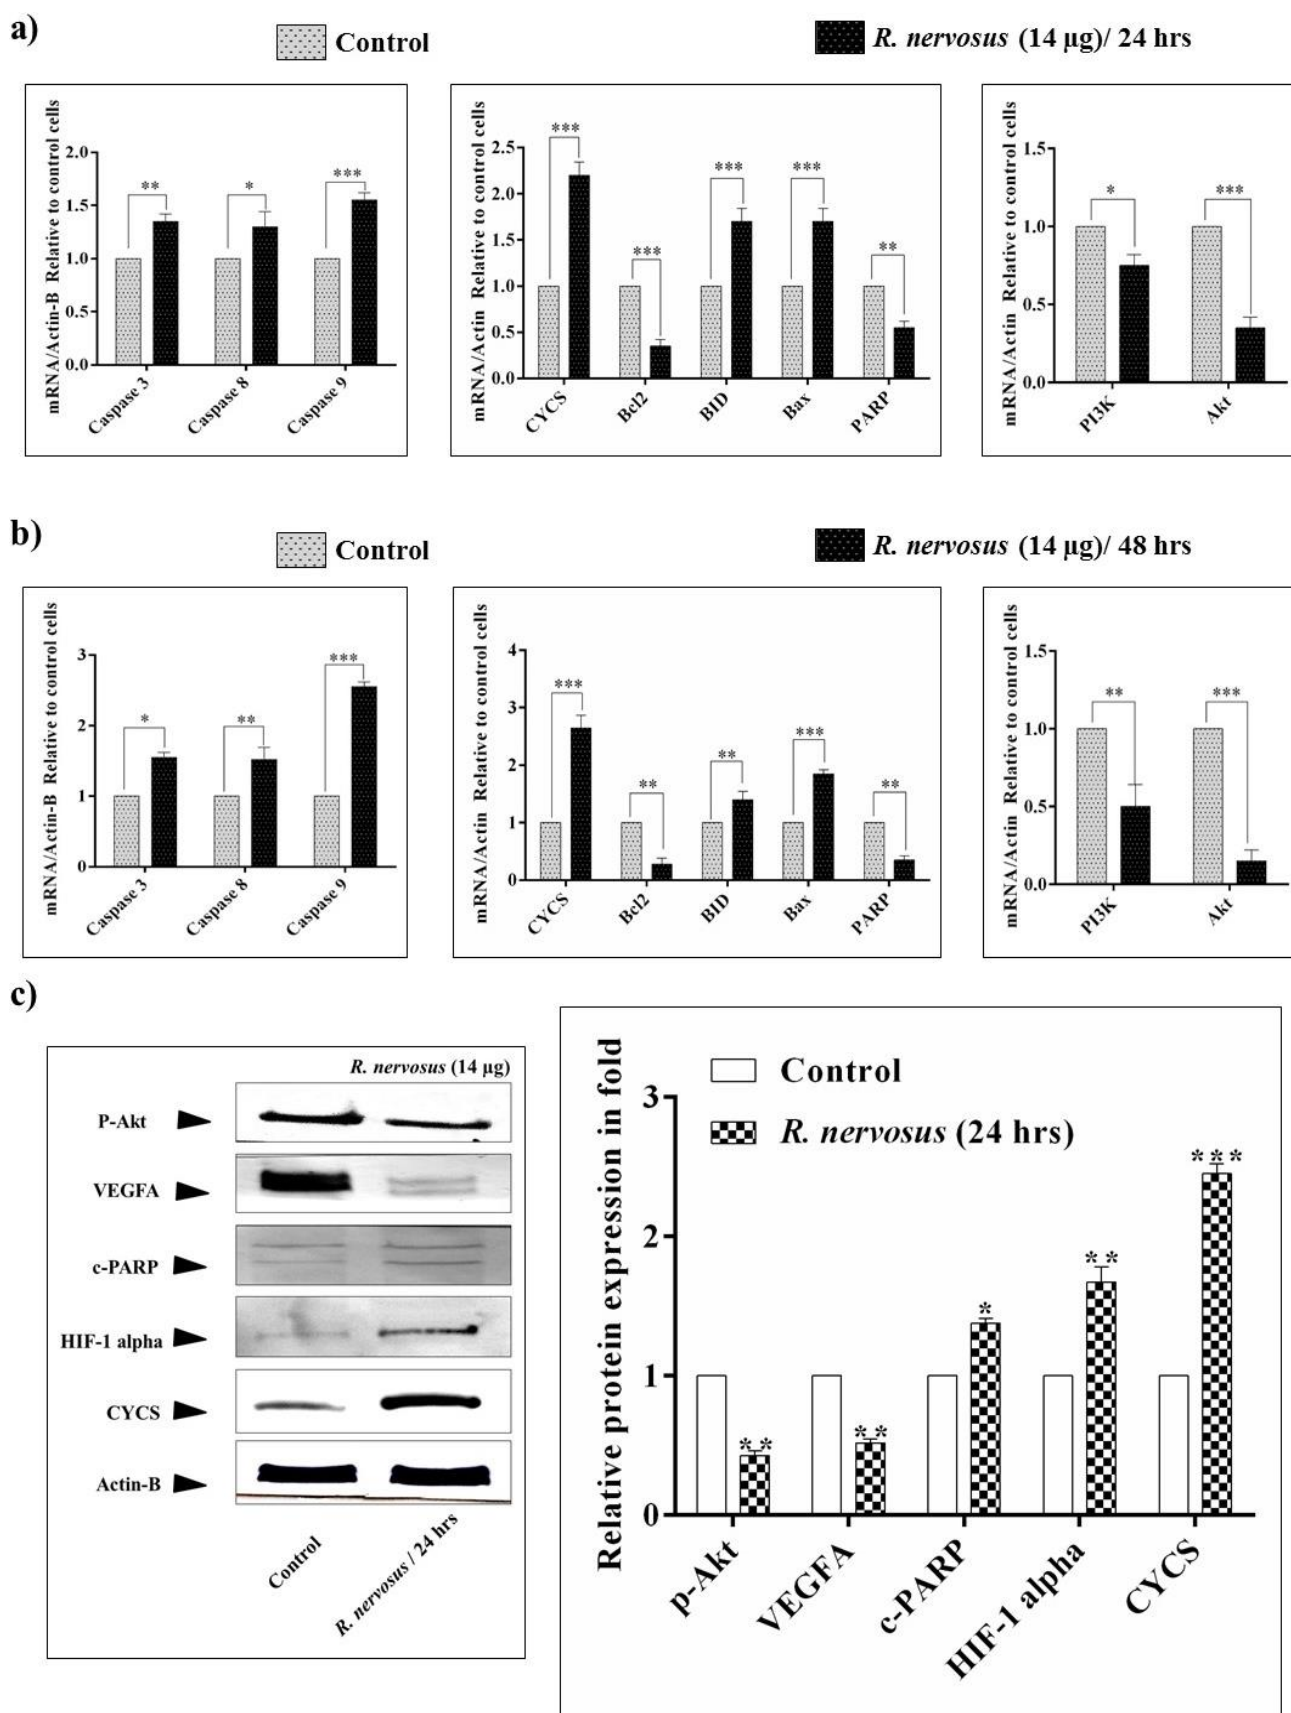 a)
Control
R. nervosus (14 µg)/ 24 hrs
mRNA/Actin-B Relative to control cells
2.0
1.5
1.0
0.5
0.0
**
*
***
Caspase 3
Caspase 8
Caspase 9
mRNA/Actin Relative to control cells
2.5
2.0
1.5
1.0
0.5
0.0
***
***
***
***
**
CYCS
Bcl2
BID
Bax
PARP
mRNA/Actin Relative to control cells
1.5
1.0
0.5
0.0
*
***
PI3K
Akt
b)
Control
R. nervosus (14 µg)/ 48 hrs
mRNA/Actin-B Relative to control cells
3
2
1
0
*
**
***
Caspase 3
Caspase 8
Caspase 9
mRNA/Actin Relative to control cells
4
3
2
1
0
***
**
**
***
**
CYCS
Bcl2
BID
Bax
PARP
mRNA/Actin Relative to control cells
1.5
1.0
0.5
0.0
**
***
PI3K
Akt
c)
R. nervosus (14 µg)
P-Akt
VEGFA
c-PARP
HIF-1 alpha
CYCS
Actin-B
Control
R. nervosus / 24 hrs
Relative protein expression in fold
Control
R. nervosus (24 hrs)
3
2
1
0
**
**
*
**
***
p-Akt
VEGFA
c-PARP
HIF-1 alpha
CYCS